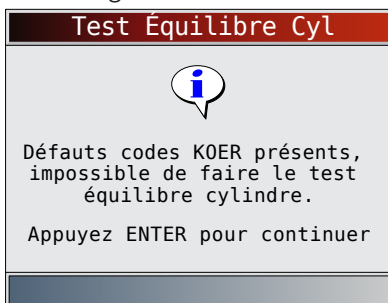 Test Équilibre Cyl
i
Défauts codes KOER présents,
impossible de faire le test
équilibre cylindre.
Appuyez ENTER pour continuer